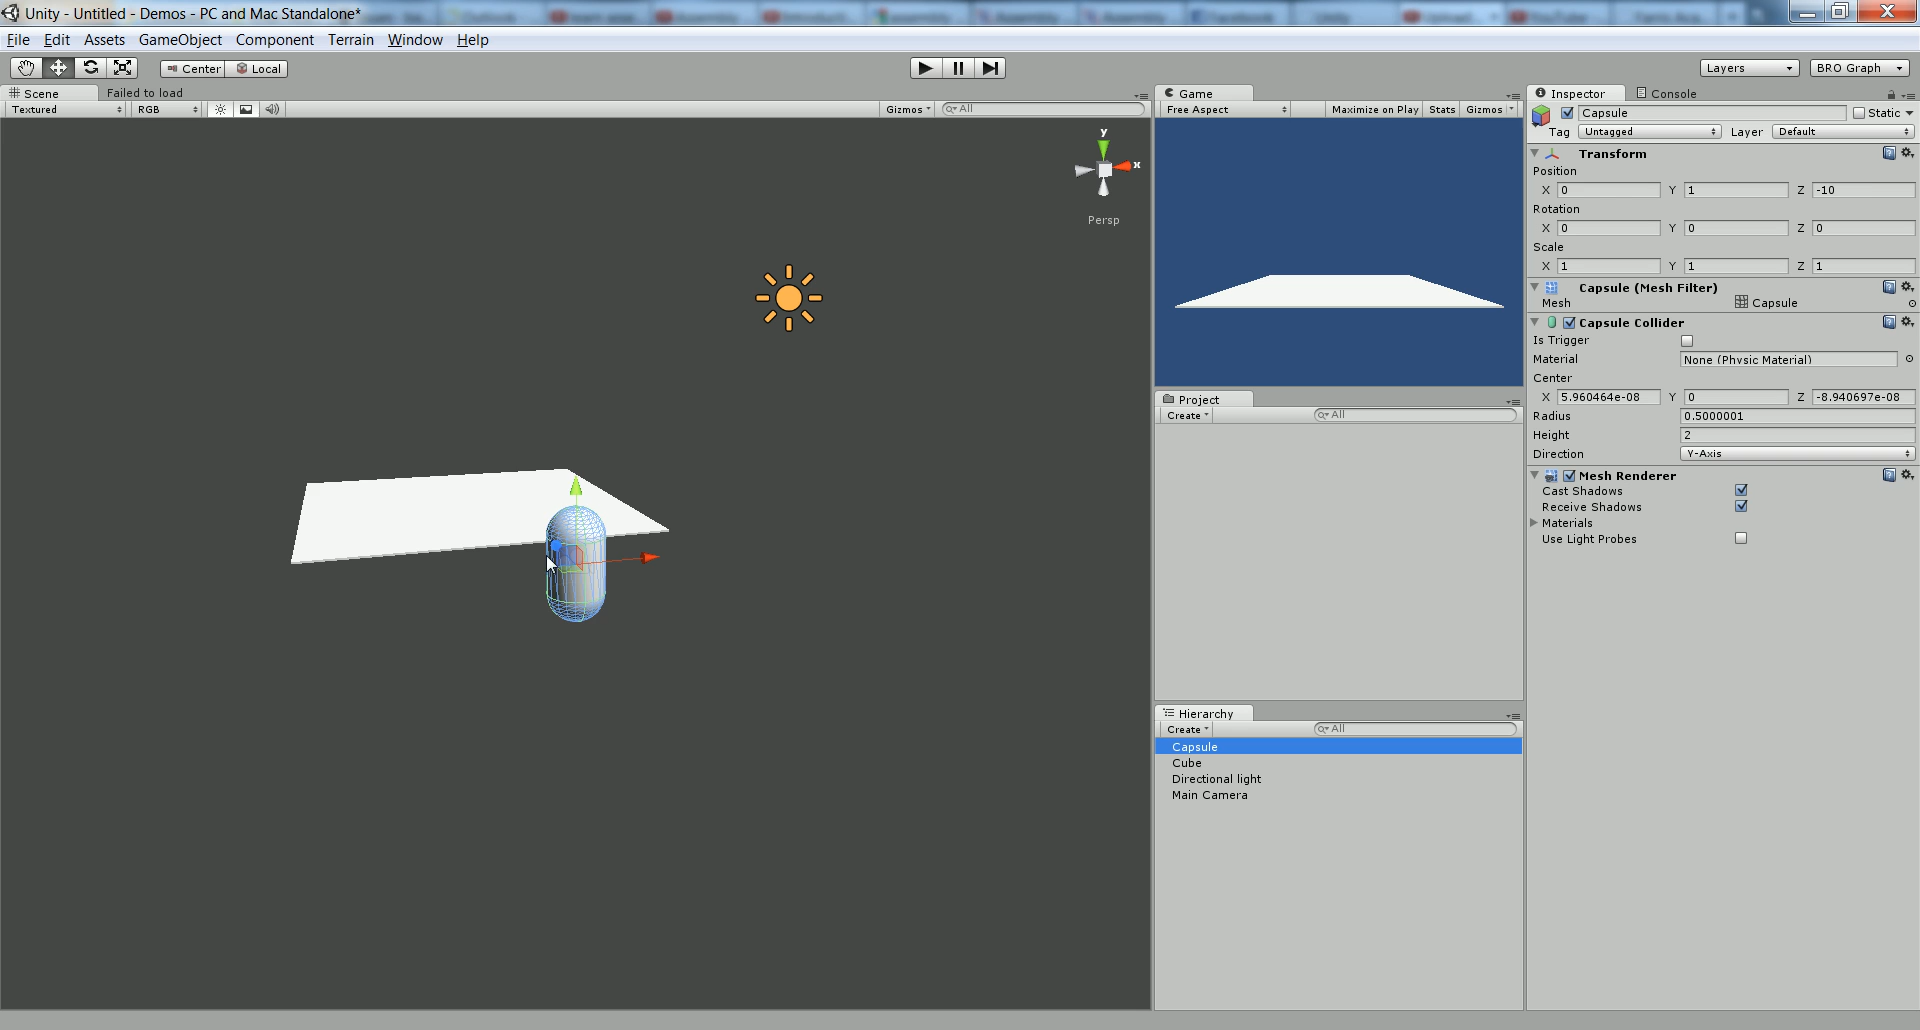 Unity - Untitled - Demos - PC and Mac Standalone*
File Edit Assets GameObject Component Terrain Window Help
Center Local
Layers BRO Graph
Scene Failed to load
Textured RGB Gizmos All
y
x
Persp
Game
Free Aspect Maximize on Play Stats Gizmos
Project
Create All
Hierarchy
Create All
Capsule
Cube
Directional light
Main Camera
Inspector Console
Capsule Static
Tag Untagged Layer Default
Transform
Position
X 0 Y 1 Z -10
Rotation
X 0 Y 0 Z 0
Scale
X 1 Y 1 Z 1
Capsule (Mesh Filter)
Mesh Capsule
Capsule Collider
Is Trigger
Material None (Physic Material)
Center
X 5.960464e-08 Y 0 Z -8.940697e-08
Radius 0.5000001
Height 2
Direction Y-Axis
Mesh Renderer
Cast Shadows
Receive Shadows
Materials
Use Light Probes